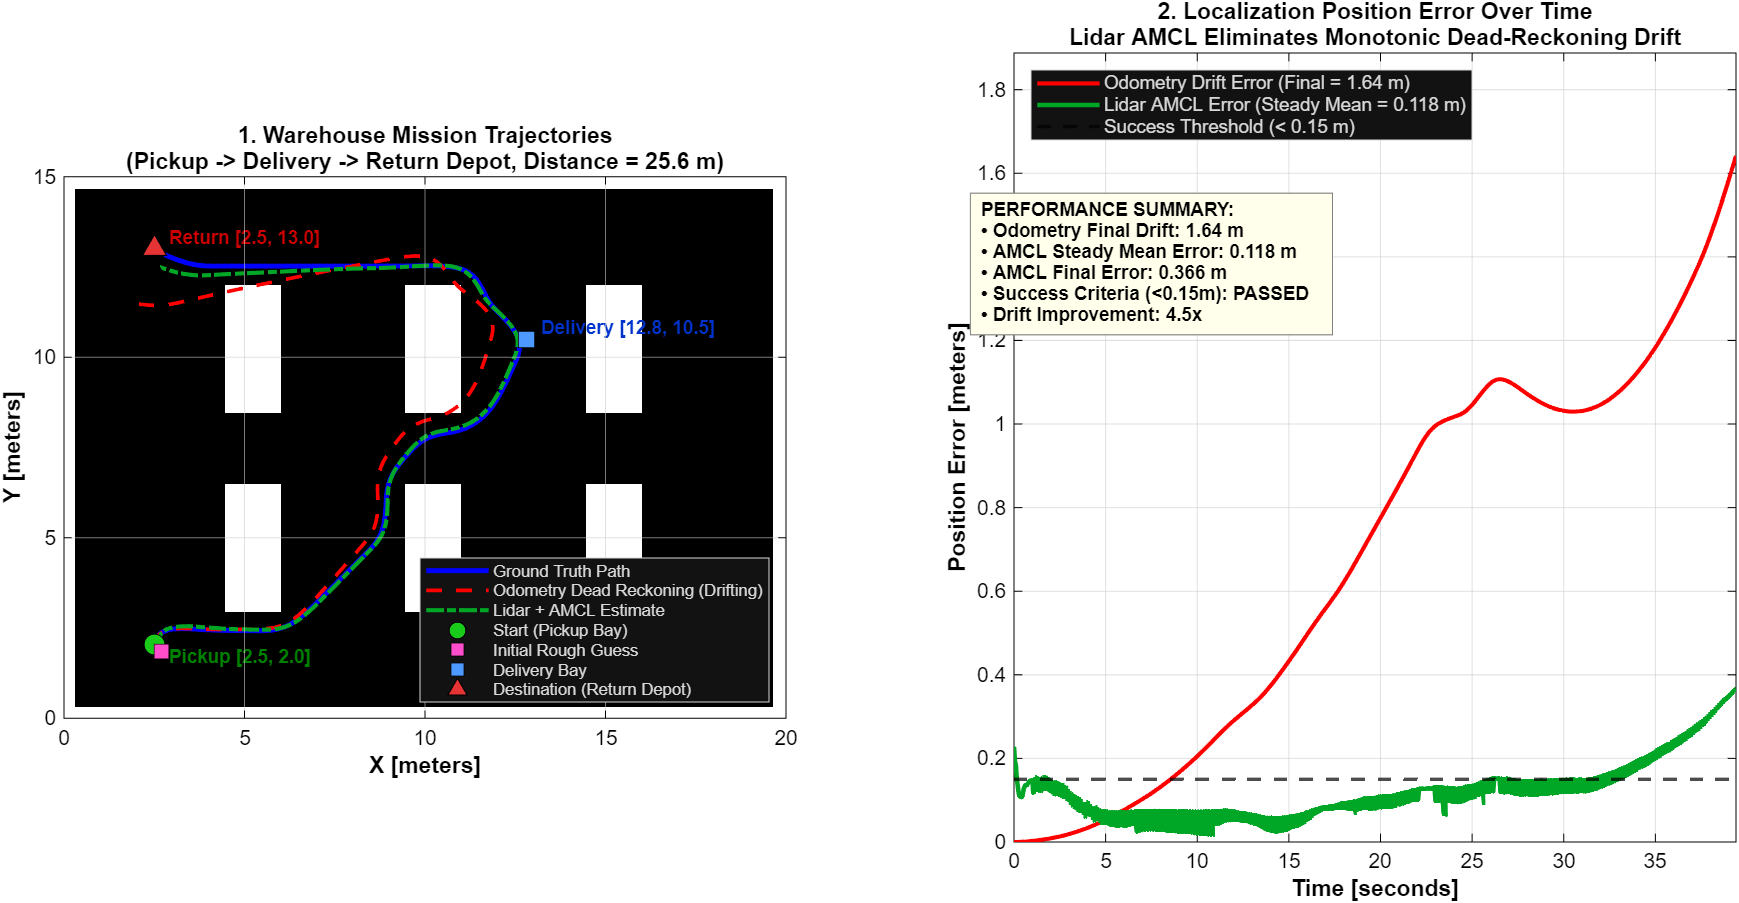 1. Warehouse Mission Trajectories
(Pickup -> Delivery -> Return Depot, Distance = 25.6 m)
15
10
5
0
Y [meters]
0
5
10
15
20
X [meters]
Return [2.5, 13.0]
Delivery [12.8, 10.5]
Pickup [2.5, 2.0]
Ground Truth Path
Odometry Dead Reckoning (Drifting)
Lidar + AMCL Estimate
Start (Pickup Bay)
Initial Rough Guess
Delivery Bay
Destination (Return Depot)
2. Localization Position Error Over Time
Lidar AMCL Eliminates Monotonic Dead-Reckoning Drift
Odometry Drift Error (Final = 1.64 m)
Lidar AMCL Error (Steady Mean = 0.118 m)
Success Threshold (< 0.15 m)
PERFORMANCE SUMMARY:
• Odometry Final Drift: 1.64 m
• AMCL Steady Mean Error: 0.118 m
• AMCL Final Error: 0.366 m
• Success Criteria (<0.15m): PASSED
• Drift Improvement: 4.5x
1.8
1.6
1.2
1
0.8
0.6
0.4
0.2
0
Position Error [meters]
0
5
10
15
20
25
30
35
Time [seconds]